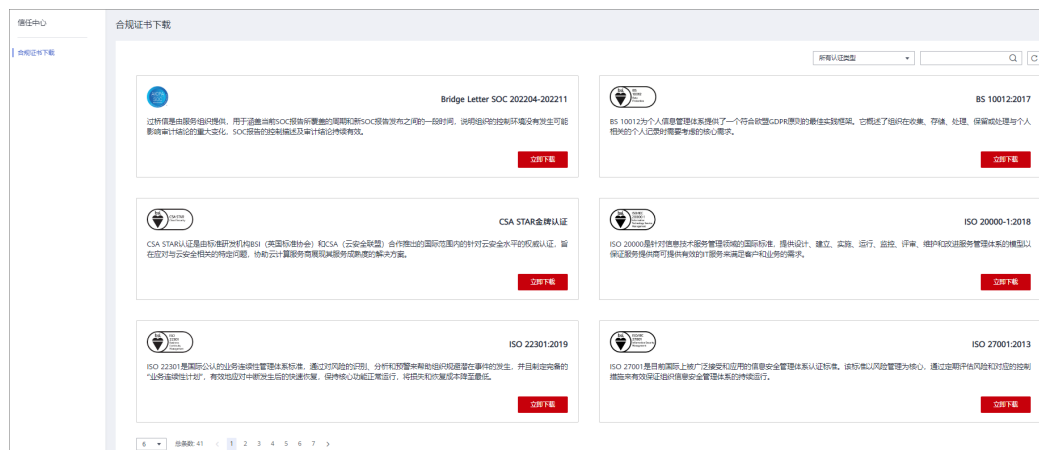 信任中心
合规证书下载
合规证书下载
所有认证类型
Bridge Letter SOC 202204-202211
过桥信是由服务组织提供，用于涵盖当前SOC报告所覆盖的周期和新SOC报告发布之间的一段时间，说明组织的控制环境没有发生可能
影响审计结论的重大变化，SOC报告的控制描述及审计结论持续有效。
立即下载
BS 10012:2017
BS 10012为个人信息管理体系提供了一个符合欧盟GDPR原则的最佳实践框架。它概述了组织在收集、存储、处理、保留或处理与个人
相关的个人记录时需要考虑的核心需求。
立即下载
CSA STAR金牌认证
CSA STAR认证是由标准研发机构BSI（英国标准协会）和CSA（云安全联盟）合作推出的国际范围内的针对云安全水平的权威认证，旨
在应对与云安全相关的特定问题，协助云计算服务商展现其服务成熟度的解决方案。
立即下载
ISO 20000-1:2018
ISO 20000是针对信息技术服务管理领域的国际标准，提供设计、建立、实施、运行、监控、评审、维护和改进服务管理体系的模型以
保证服务提供商可提供有效的IT服务来满足客户和业务的需求。
立即下载
ISO 22301:2019
ISO 22301是国际公认的业务连续性管理体系标准，通过对风险的识别、分析和预警来帮助组织规避潜在事件的发生，并且制定完备的
“业务连续性计划”，有效地应对中断发生后的快速恢复，保持核心功能正常运行，将损失和恢复成本降至最低。
立即下载
ISO 27001:2013
ISO 27001是目前国际上被广泛接受和应用的信息安全管理体系认证标准。该标准以风险管理为核心，通过定期评估风险和对应的控制
措施来有效保证组织信息安全管理体系的持续运行。
立即下载
6 总条数: 41 < 1 2 3 4 5 6 7 >